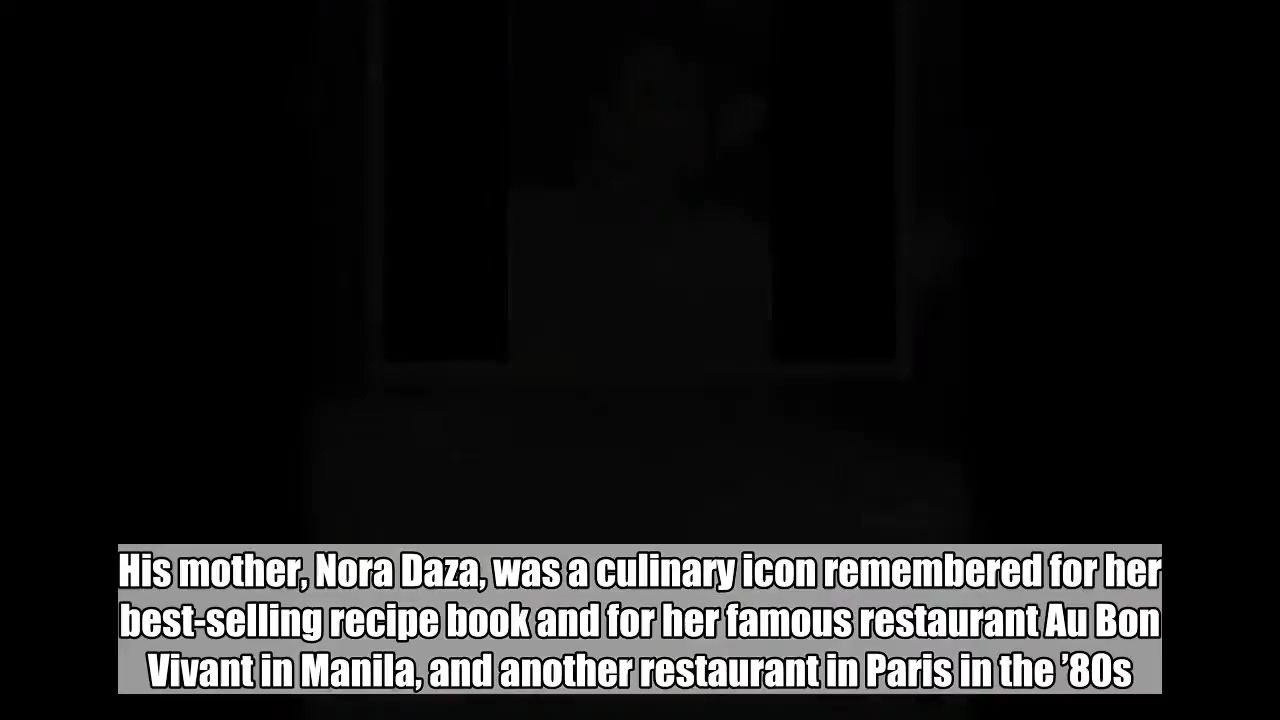 His mother, Nora Daza, was a culinary icon remembered for her
best-selling recipe book and for her famous restaurant Au Bon
Vivant in Manila, and another restaurant in Paris in the ’80s